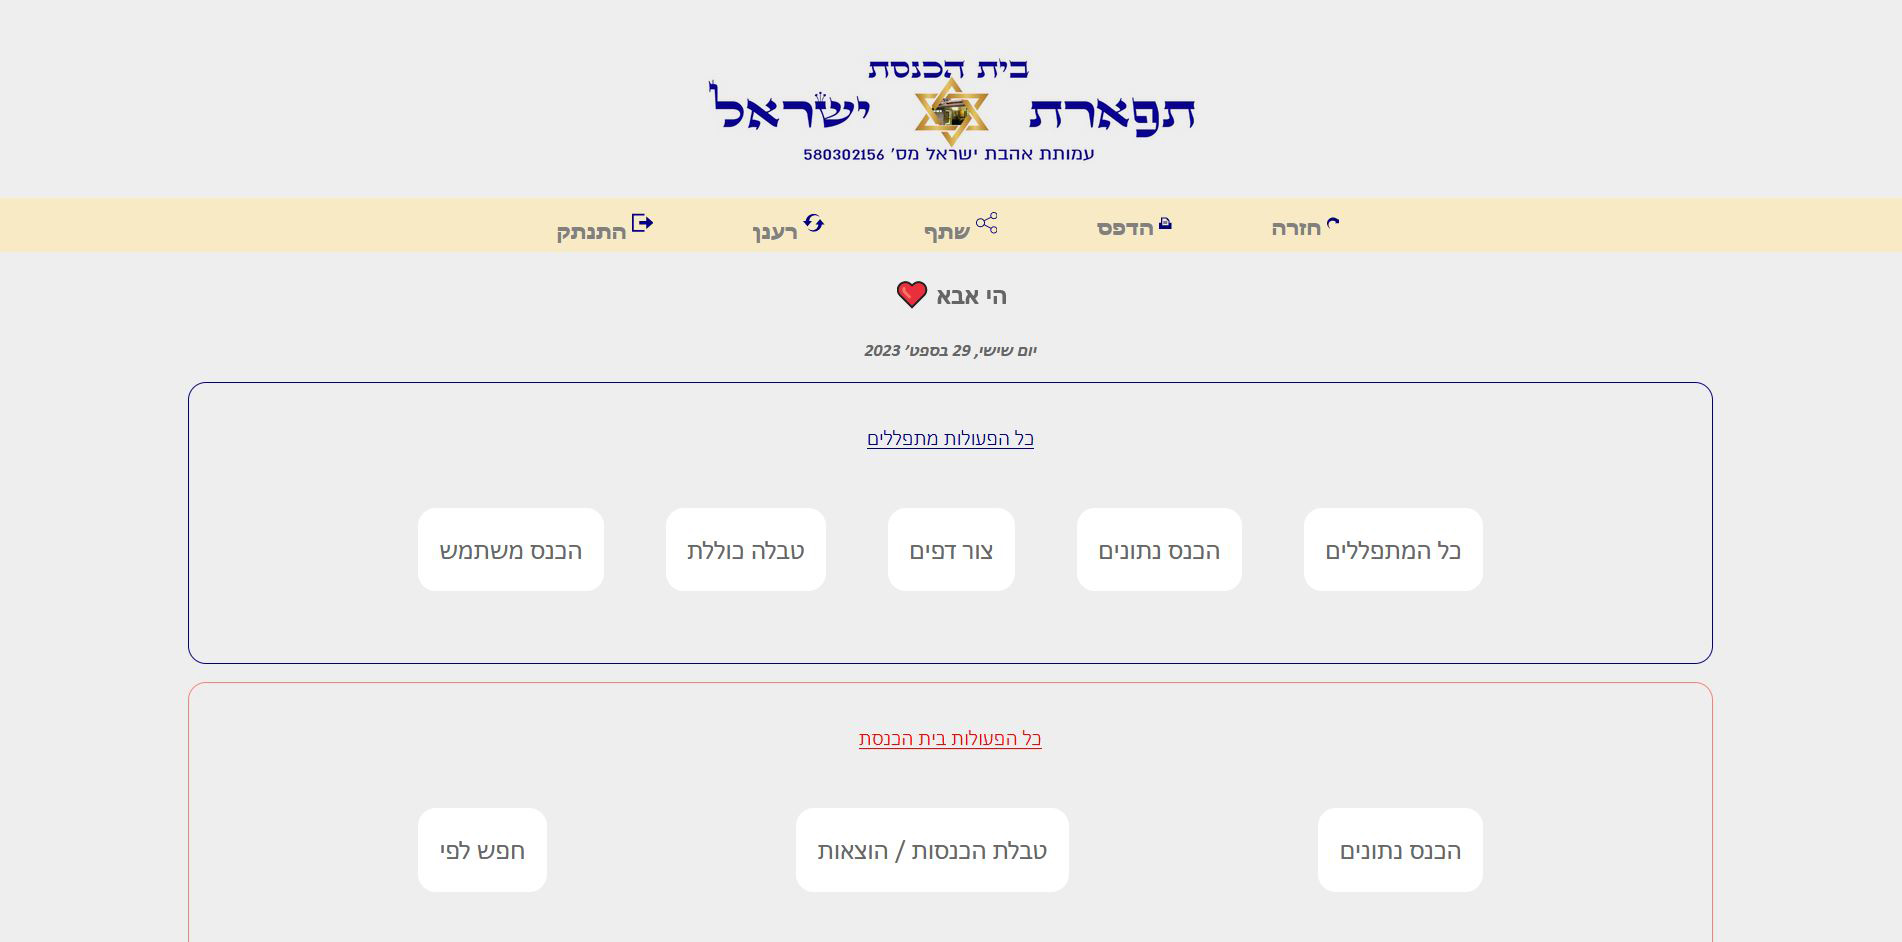 בית הכנסת
תפארת ישראל
עמותת אהבת ישראל מס' 580302156
חזרה הדפס שתף רענן התנתק
הי אבא
יום שישי, 29 בספט׳ 2023
כל הפעולות מתפללים
כל המתפללים הכנס נתונים צור דפים טבלה כוללת הכנס משתמש
כל הפעולות בית הכנסת
הכנס נתונים טבלת הכנסות / הוצאות חפש לפי